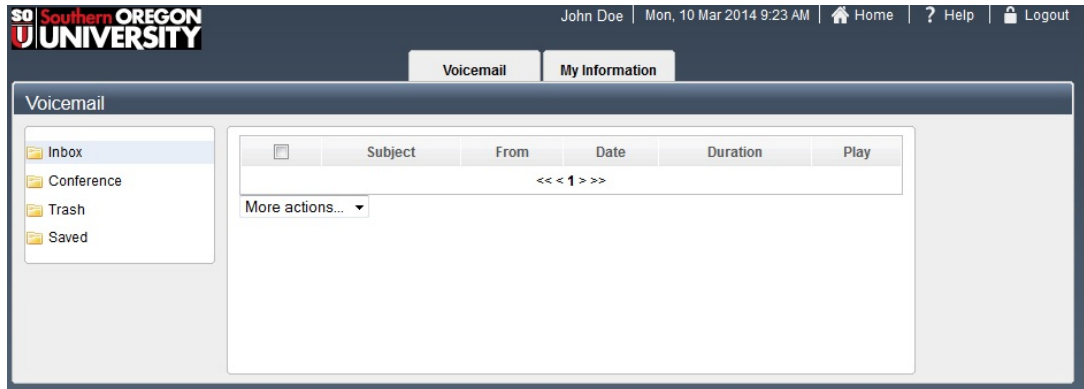 SO Southern OREGON
U UNIVERSITY
John Doe | Mon, 10 Mar 2014 9:23 AM | Home | ? Help | Logout
Voicemail My Information
Voicemail
Inbox
Conference
Trash
Saved
Subject From Date Duration Play
<< < 1 > >>
More actions...